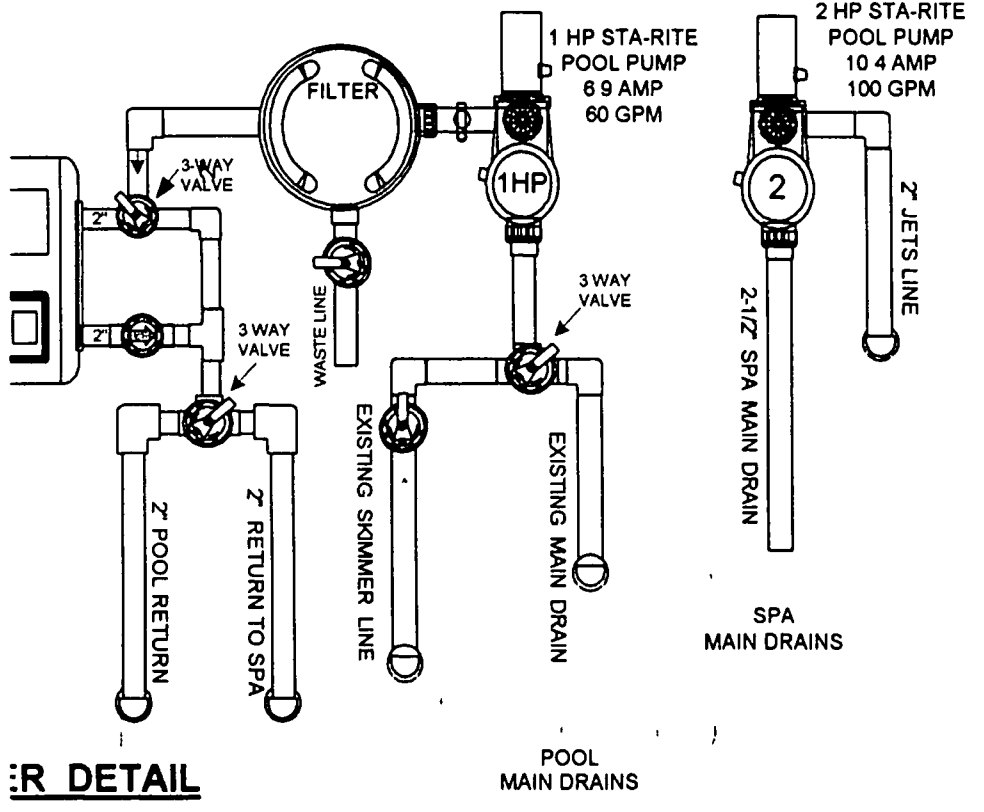 1 HP STA-RITE
POOL PUMP
6 9 AMP
60 GPM
2 HP STA-RITE
POOL PUMP
10 4 AMP
100 GPM
FILTER
3-WAY
VALVE
1HP
2
2"
2"
2" JETS LINE
WASTE LINE
3 WAY
VALVE
3 WAY
VALVE
2-1/2" SPA MAIN DRAIN
EXISTING SKIMMER LINE
EXISTING MAIN DRAIN
2" POOL RETURN
2" RETURN TO SPA
SPA
MAIN DRAINS
POOL
MAIN DRAINS
ER DETAIL